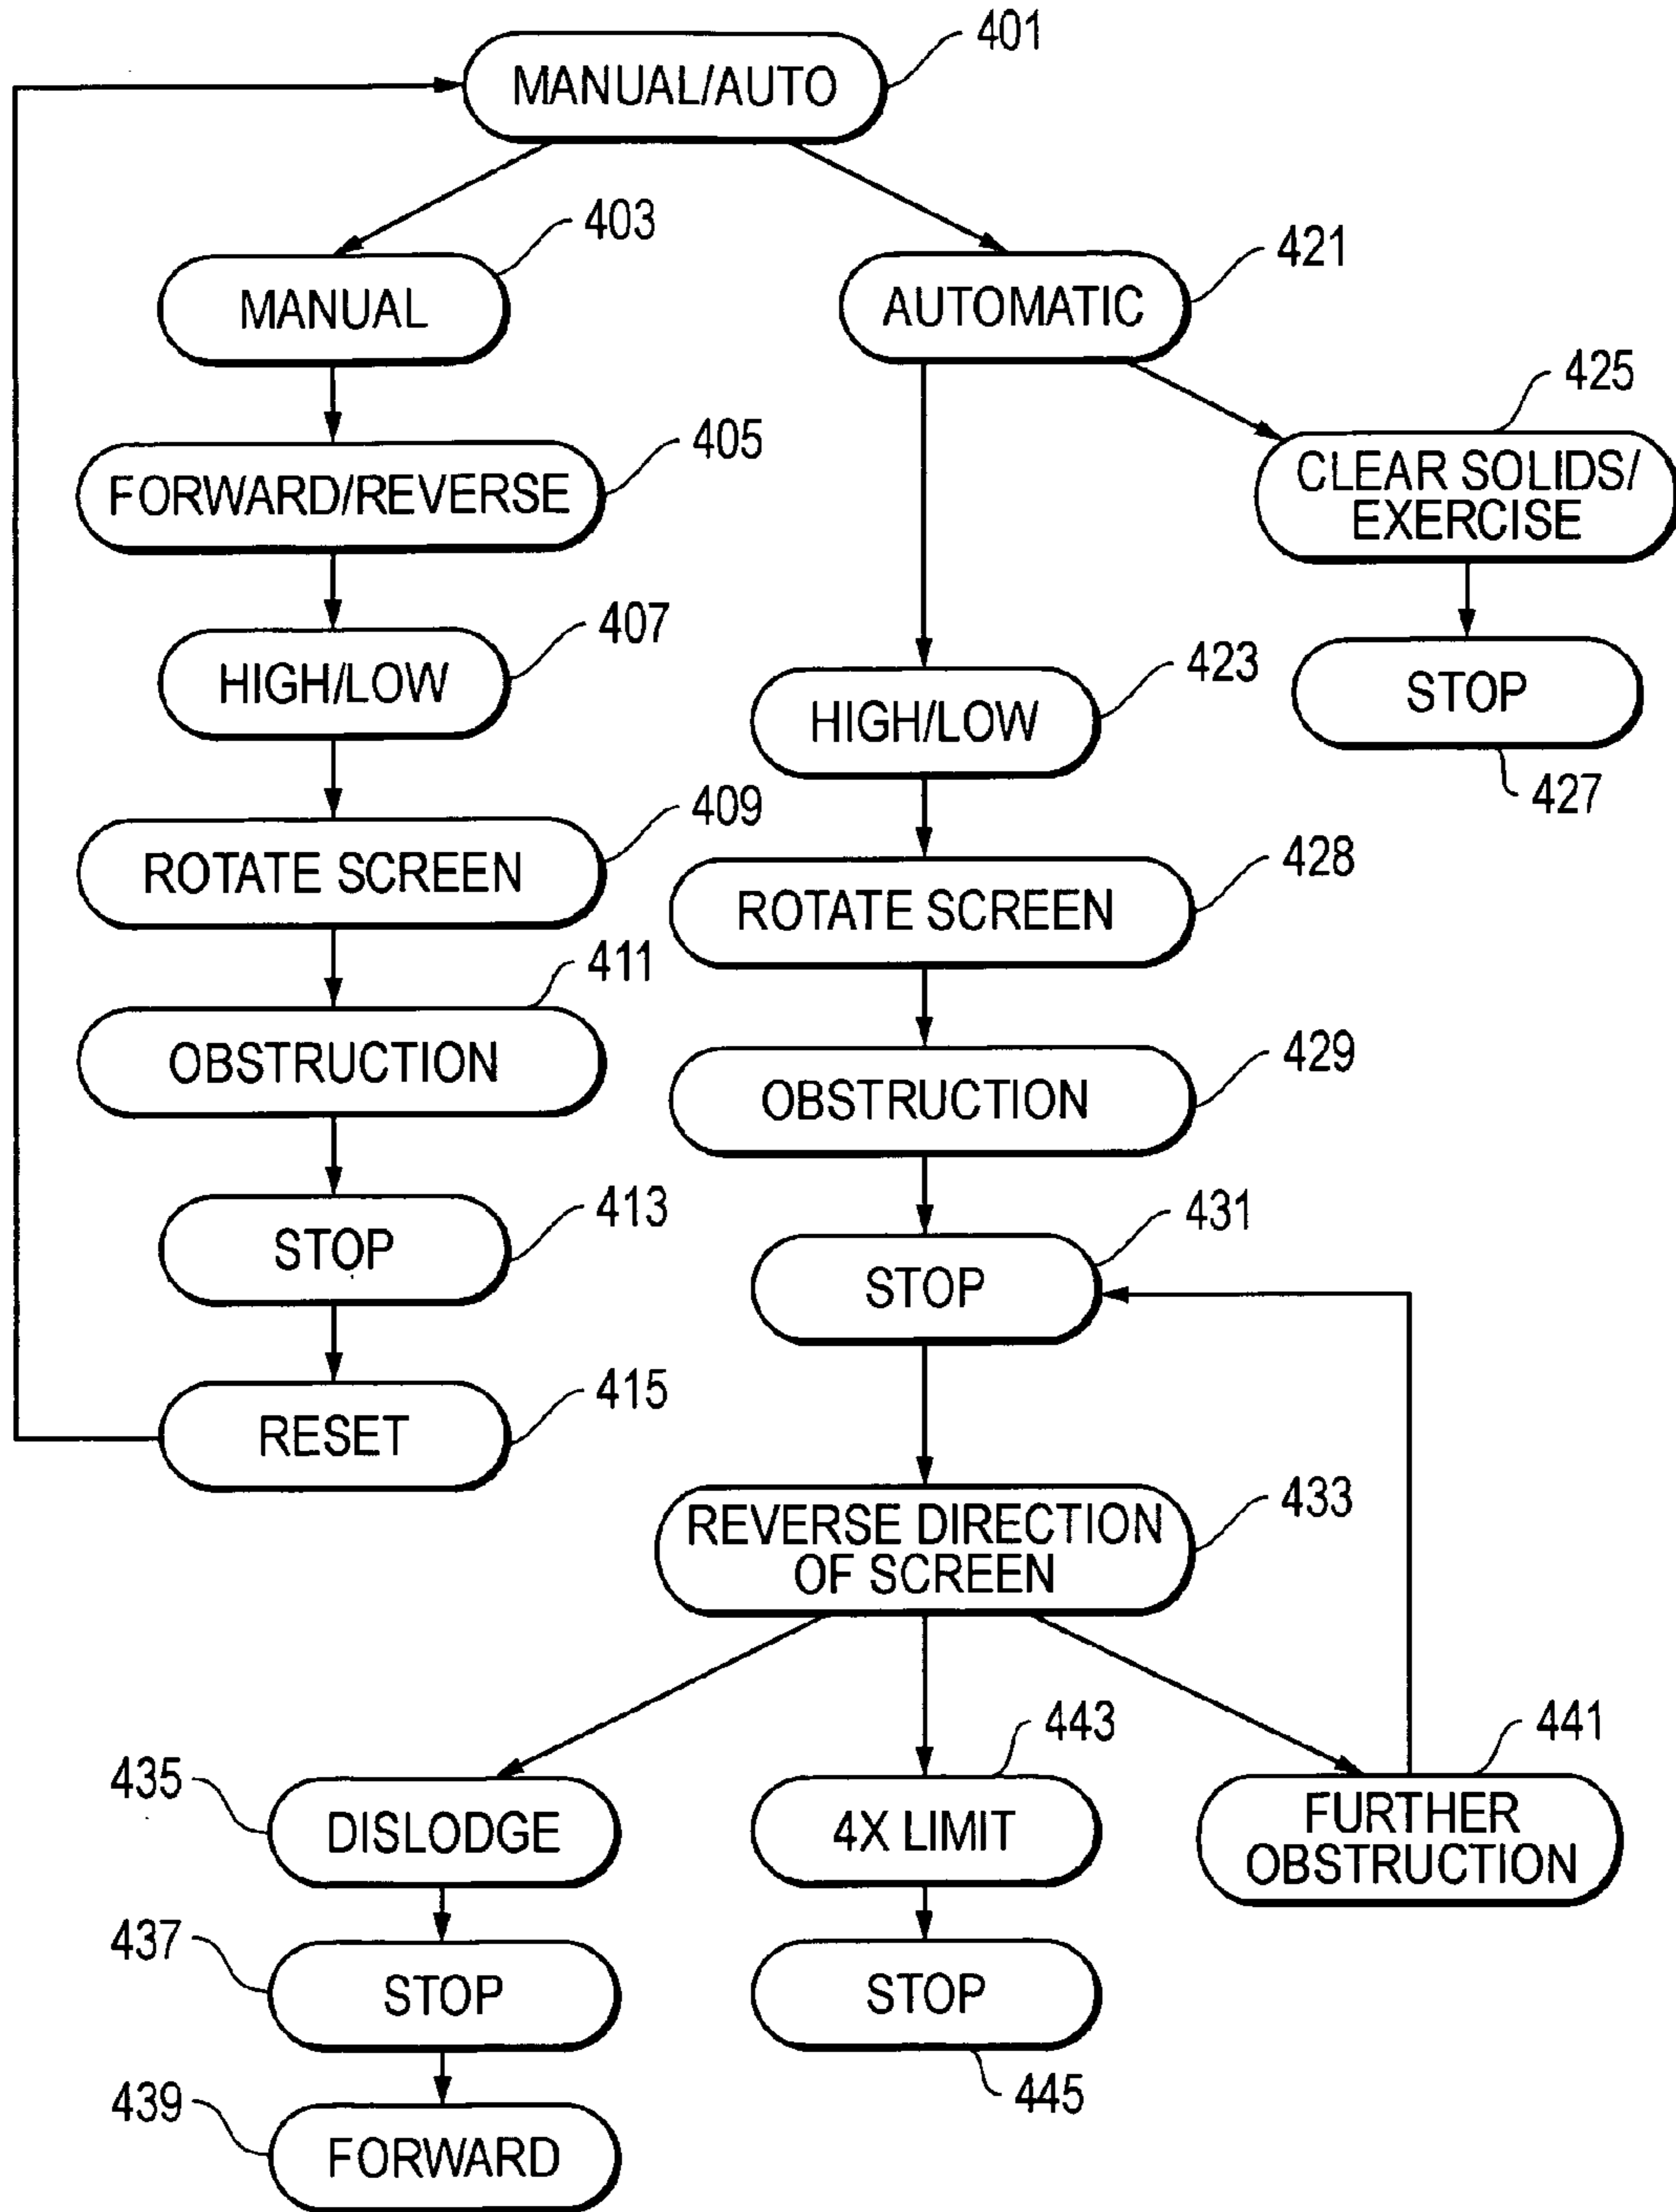 401
MANUAL/AUTO
403
MANUAL
421
AUTOMATIC
405
FORWARD/REVERSE
425
CLEAR SOLIDS/
EXERCISE
407
HIGH/LOW
423
HIGH/LOW
STOP
427
409
ROTATE SCREEN
428
ROTATE SCREEN
411
OBSTRUCTION
429
OBSTRUCTION
413
STOP
431
STOP
415
RESET
433
REVERSE DIRECTION
OF SCREEN
435
DISLODGE
443
4X LIMIT
441
FURTHER
OBSTRUCTION
437
STOP
STOP
445
439
FORWARD